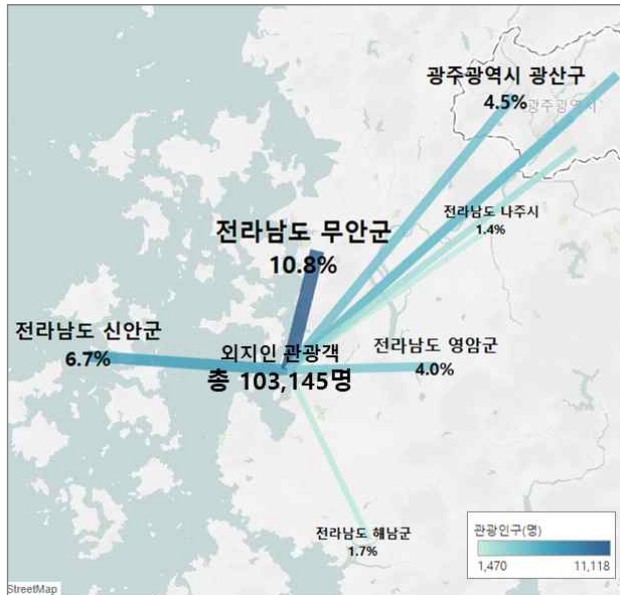 광주광역시 광산구
4.5%
광주광역시
전라남도 나주시
1.4%
전라남도 무안군
10.8%
전라남도 신안군
6.7%
외지인 관광객
총 103,145명
전라남도 영암군
4.0%
전라남도 해남군
1.7%
관광인구(명)
1,470 11,118
StreetMap